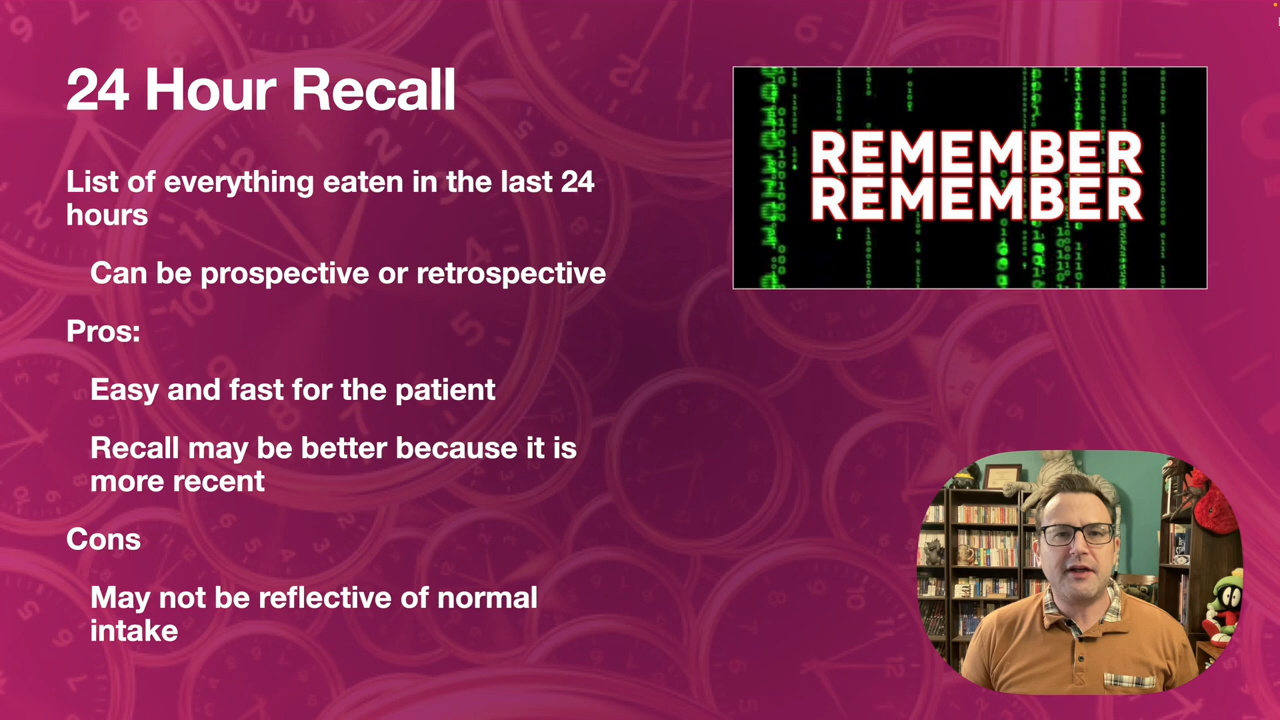 24 Hour Recall
List of everything eaten in the last 24
hours
Can be prospective or retrospective
Pros:
Easy and fast for the patient
Recall may be better because it is
more recent
Cons
May not be reflective of normal
intake
REMEMBER
REMEMBER